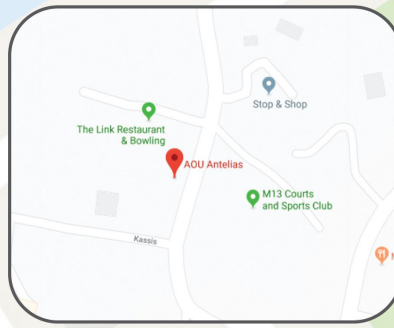 Stop & Shop
The Link Restaurant
& Bowling
AOU Antelias
M13 Courts
and Sports Club
Kassis